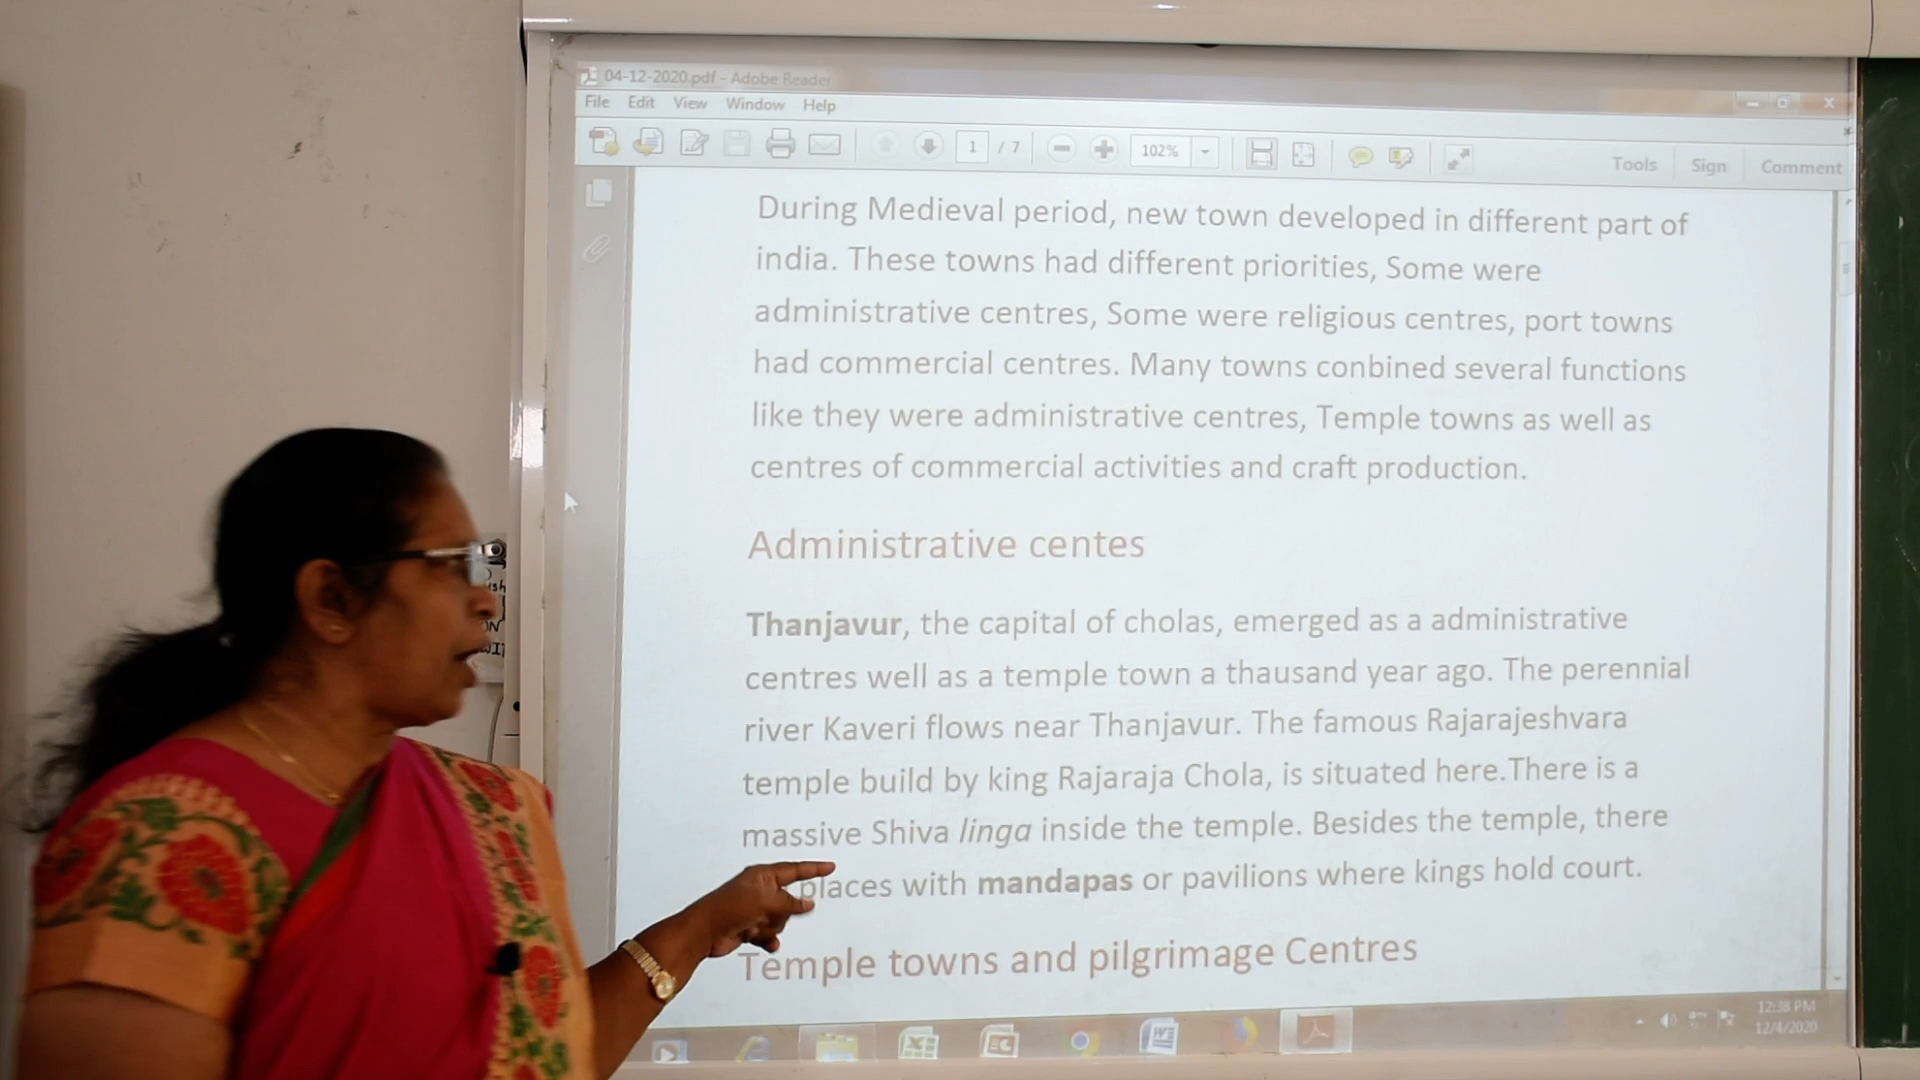 04-12-2020.pdf - Adobe Reader
File Edit View Window Help
1 / 7 102% Tools Sign Comment
During Medieval period, new town developed in different part of
india. These towns had different priorities, Some were
administrative centres, Some were religious centres, port towns
had commercial centres. Many towns conbined several functions
like they were administrative centres, Temple towns as well as
centres of commercial activities and craft production.
Administrative centes
Thanjavur, the capital of cholas, emerged as a administrative
centres well as a temple town a thausand year ago. The perennial
river Kaveri flows near Thanjavur. The famous Rajarajeshvara
temple build by king Rajaraja Chola, is situated here.There is a
massive Shiva linga inside the temple. Besides the temple, there
places with mandapas or pavilions where kings hold court.
Temple towns and pilgrimage Centres
12:38 PM
12/4/2020